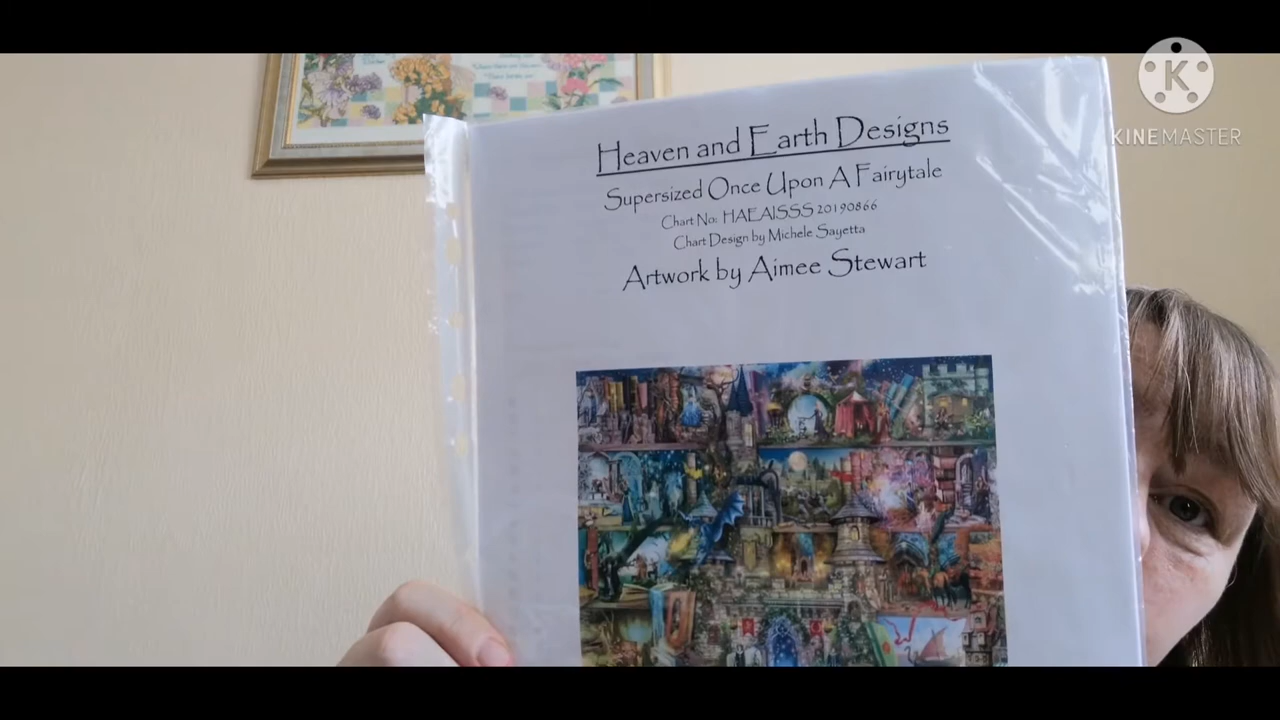 K
KINEMASTER
Heaven and Earth Designs
Supersized Once Upon A Fairytale
Chart No: HAEAISSS 20190866
Chart Design by Michele Sayetta
Artwork by Aimee Stewart